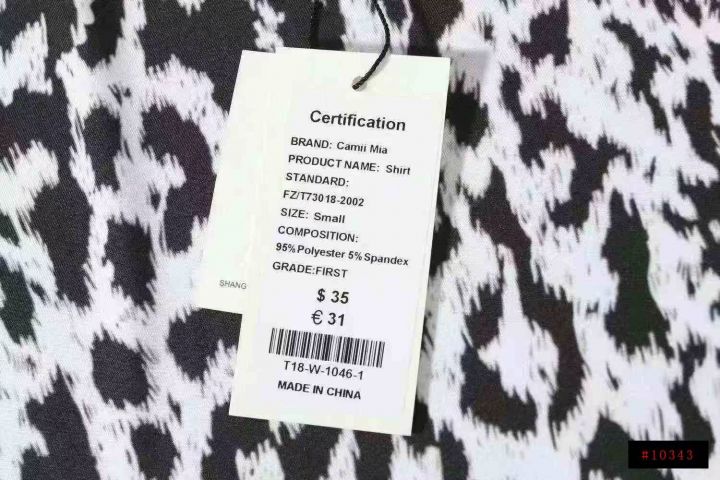 Certification
BRAND: Camii Mia
PRODUCT NAME: Shirt
STANDARD:
FZ/T73018-2002
SIZE: Small
COMPOSITION:
95%Polyester 5%Spandex
GRADE:FIRST
$ 35
€ 31
T18-W-1046-1
MADE IN CHINA
SHANG
#10343